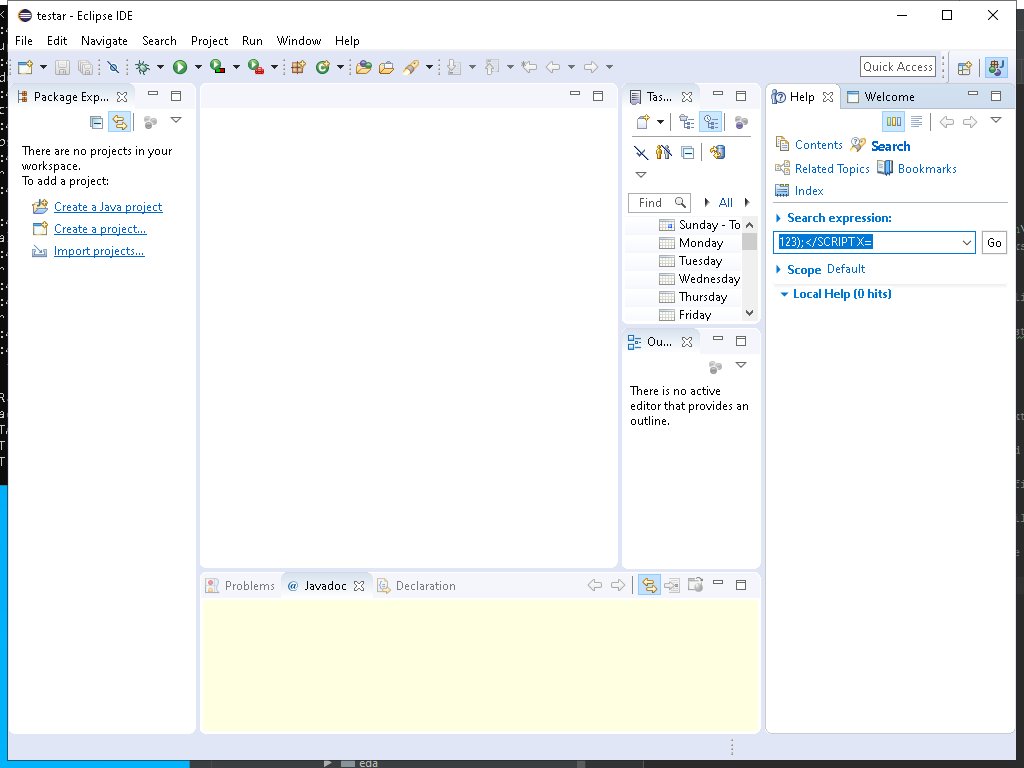 testar - Eclipse IDE
File Edit Navigate Search Project Run Window Help
Quick Access
Package Exp...
There are no projects in your
workspace.
To add a project:
Create a Java project
Create a project...
Import projects...
Tas...
Find
All
Sunday - To
Monday
Tuesday
Wednesday
Thursday
Friday
Ou...
There is no active
editor that provides an
outline.
Help
Welcome
Contents
Search
Related Topics
Bookmarks
Index
Search expression:
123);</SCRIPT X=
Go
Scope Default
Local Help (0 hits)
Problems
@ Javadoc
Declaration
eda